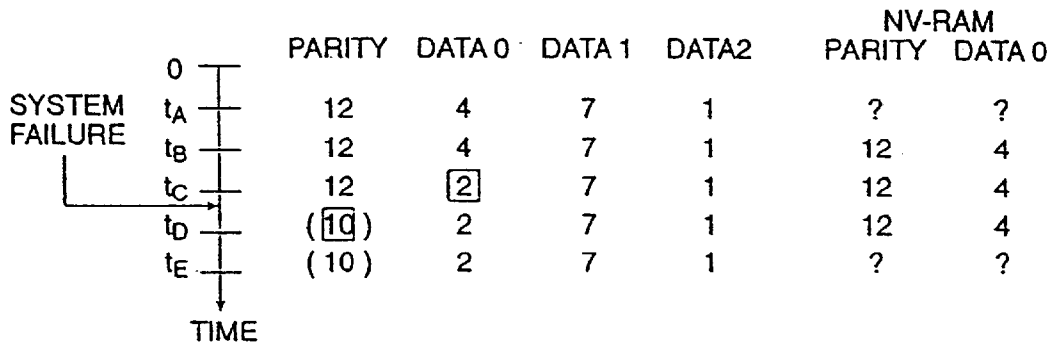 NV-RAM
PARITY DATA 0 DATA 1 DATA2 PARITY DATA 0
0
SYSTEM FAILURE
tA 12 4 7 1 ? ?
tB 12 4 7 1 12 4
tC 12 2 7 1 12 4
tD (10) 2 7 1 12 4
tE (10) 2 7 1 ? ?
TIME